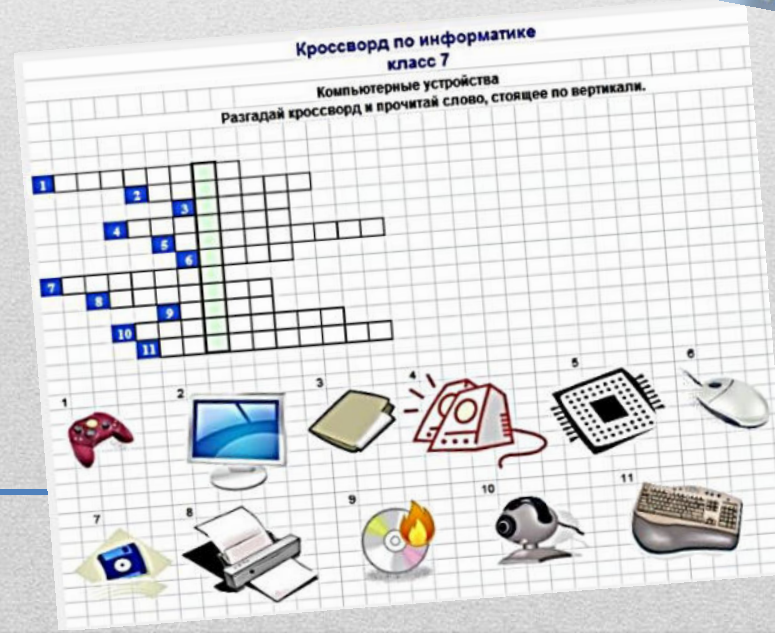 Кроссворд по информатике
класс 7
Компьютерные устройства
Разгадай кроссворд и прочитай слово, стоящее по вертикали.
1
2
3
4
5
6
7
8
9
10
11
1 2 3 4 5 6
7 8 9 10 11